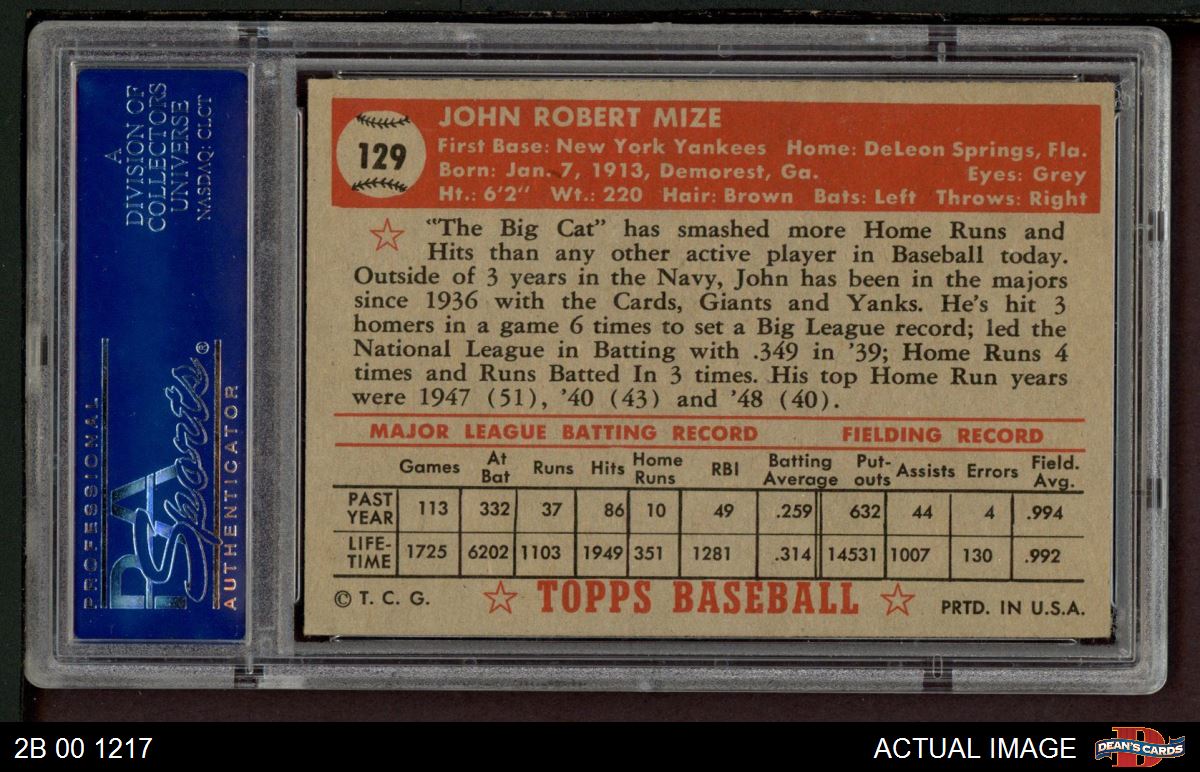 A
DIVISION OF
COLLECTORS
UNIVERSE
NASDAQ: CLCT
PROFESSIONAL
PSA
Sports®
AUTHENTICATOR
129
JOHN ROBERT MIZE
First Base: New York Yankees Home: DeLeon Springs, Fla.
Born: Jan. 7, 1913, Demorest, Ga. Eyes: Grey
Ht.: 6'2" Wt.: 220 Hair: Brown Bats: Left Throws: Right
"The Big Cat" has smashed more Home Runs and
Hits than any other active player in Baseball today.
Outside of 3 years in the Navy, John has been in the majors
since 1936 with the Cards, Giants and Yanks. He's hit 3
homers in a game 6 times to set a Big League record; led the
National League in Batting with .349 in '39; Home Runs 4
times and Runs Batted In 3 times. His top Home Run years
were 1947 (51), '40 (43) and '48 (40).
MAJOR LEAGUE BATTING RECORD FIELDING RECORD
Games At Bat Runs Hits Home Runs RBI Batting Average Put-outs Assists Errors Field. Avg.
PAST YEAR 113 332 37 86 10 49 .259 632 44 4 .994
LIFE-TIME 1725 6202 1103 1949 351 1281 .314 14531 1007 130 .992
© T. C. G. TOPPS BASEBALL PRTD. IN U.S.A.
2B 00 1217 ACTUAL IMAGE
D
DEAN'S CARDS